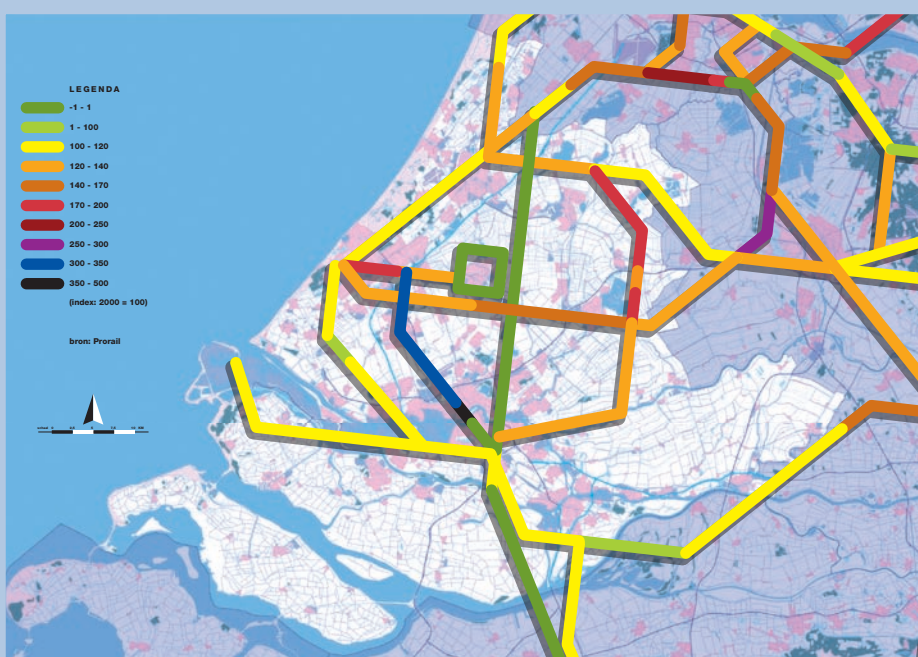 LEGENDA
-1 - 1
1 - 100
100 - 120
120 - 140
140 - 170
170 - 200
200 - 250
250 - 300
300 - 350
350 - 500
(index: 2000 = 100)
bron: Prorail